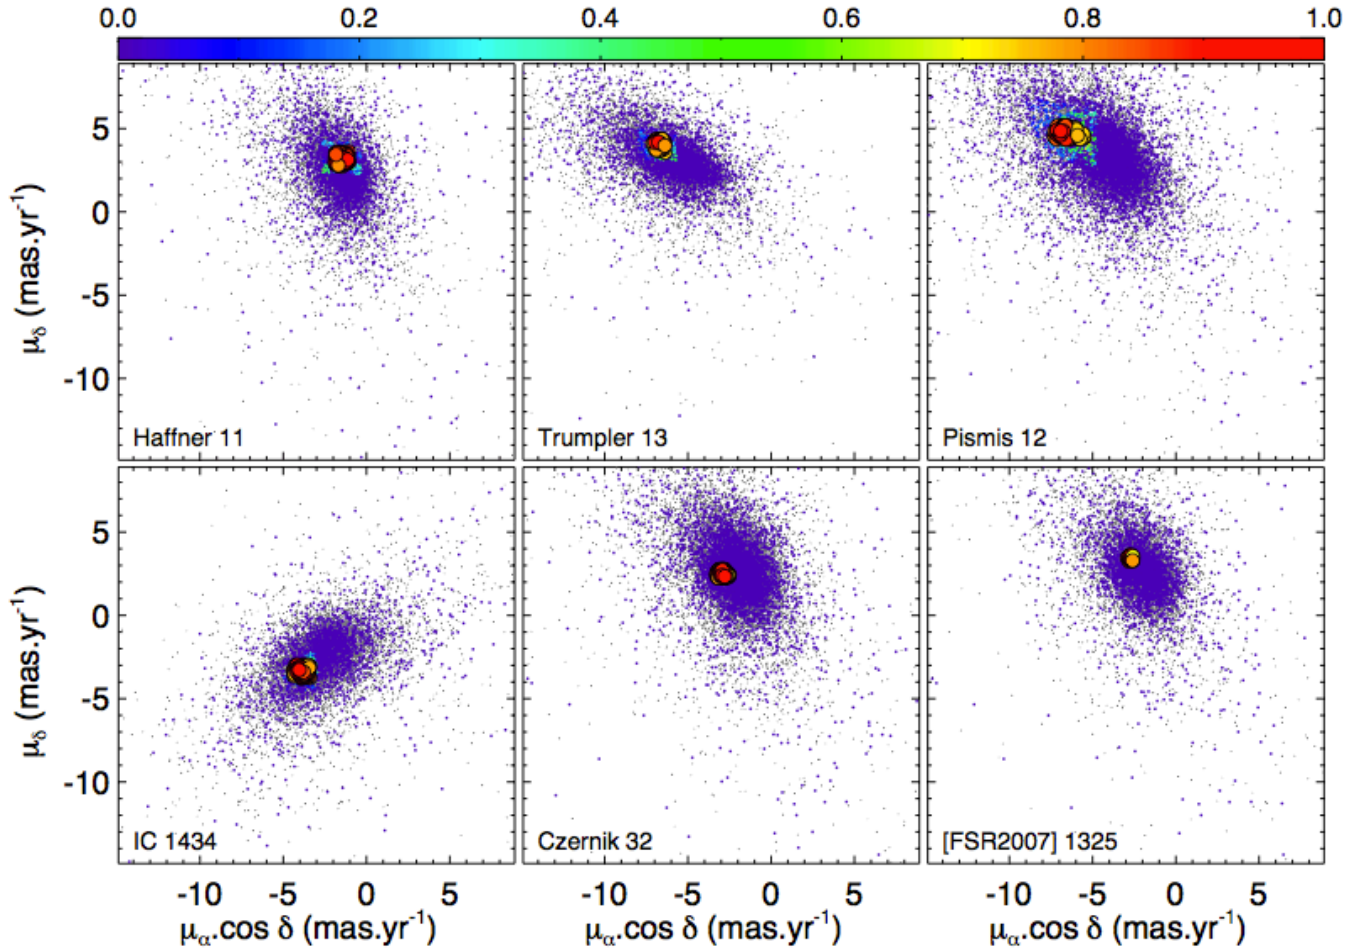 0.0 0.2 0.4 0.6 0.8 1.0
5
0
-5
-10
μδ (mas.yr⁻¹)
Haffner 11
Trumpler 13
Pismis 12
5
0
-5
-10
μδ (mas.yr⁻¹)
IC 1434
Czernik 32
[FSR2007] 1325
-10 -5 0 5
-10 -5 0 5
-10 -5 0 5
μα.cos δ (mas.yr⁻¹)
μα.cos δ (mas.yr⁻¹)
μα.cos δ (mas.yr⁻¹)